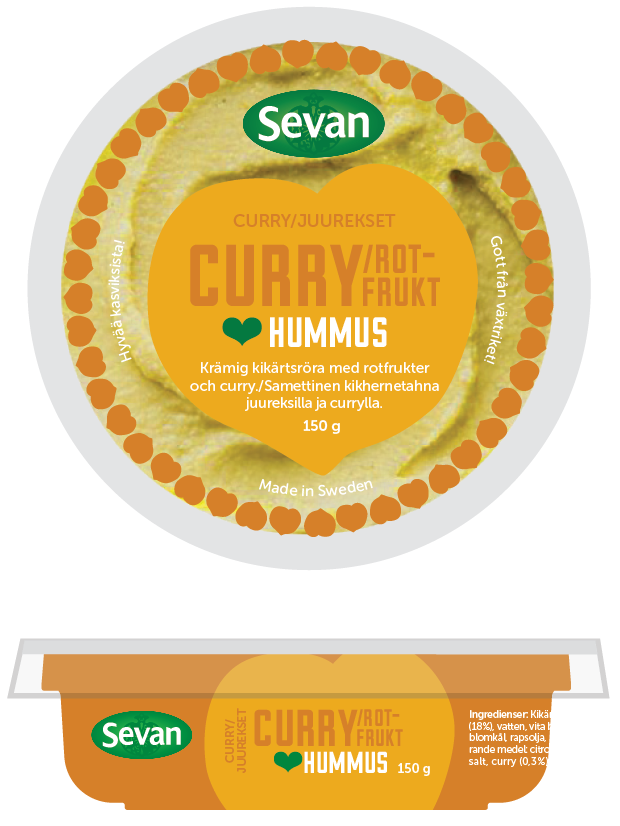 Sevan
CURRY/JUUREKSET
CURRY/ROT-
FRUKT
HUMMUS
Krämig kikärtsröra med rotfrukter
och curry./Samettinen kikhernetahna
juureksilla ja currylla.
150 g
Hyvää kasviksista!
Gott från växtriket!
Made in Sweden
Sevan
CURRY/
JUUREKSET
CURRY/ROT-
FRUKT
HUMMUS
150 g
Ingredienser:
(18%), vatten, vita
blomkål, rapsolja,
rande medel:
salt, curry (0,3%)